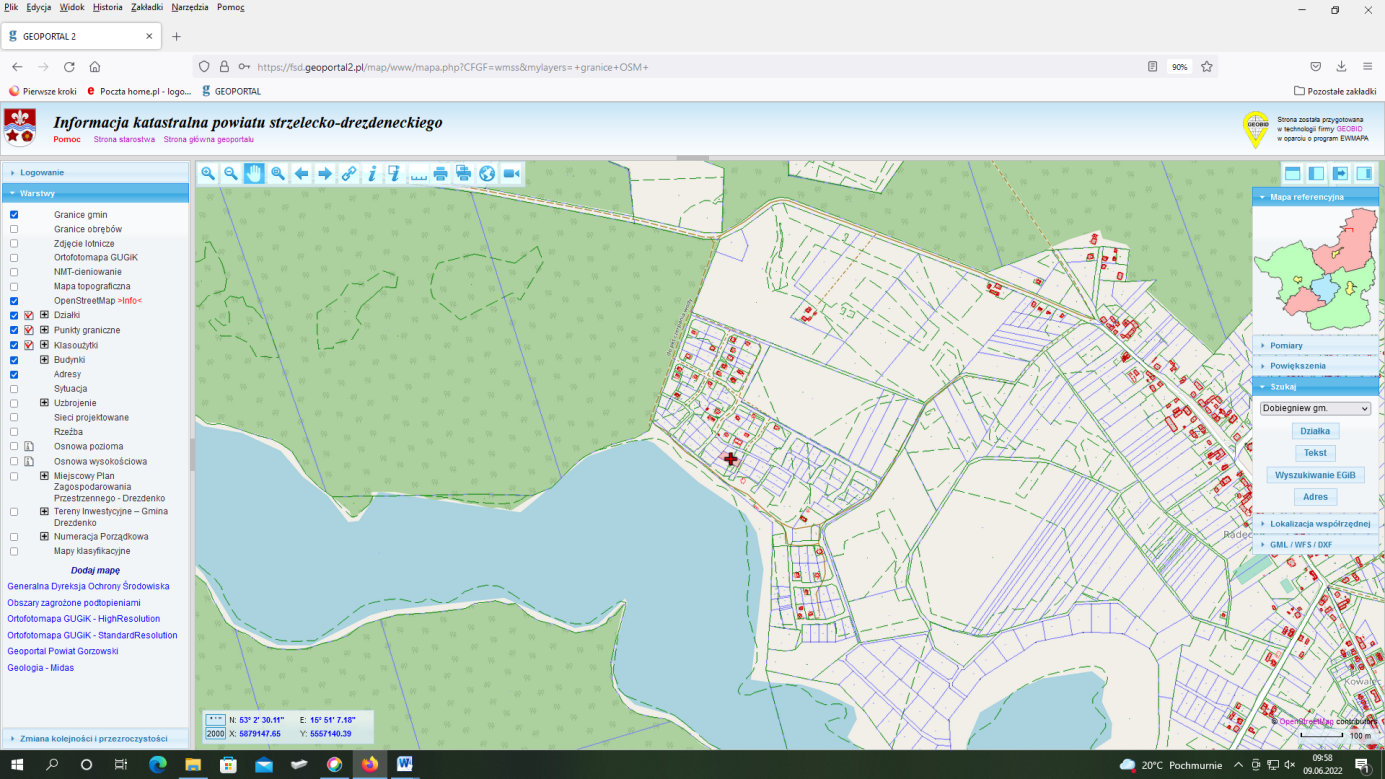 Plik Edycja Widok Historia Zakładki Narzędzia Pomoc
GEOPORTAL 2
https://fsd.geoportal2.pl/map/www/mapa.php?CFGF=wmss&mylayers=+granice+OSM+
90%
Pierwsze kroki
Poczta home.pl - logo...
GEOPORTAL
Pozostałe zakładki
Informacja katastralna powiatu strzelecko-drezdeneckiego
Pomoc Strona starostwa Strona główna geoportalu
GEOBID
Strona została przygotowana
w technologii firmy GEOBID
w oparciu o program EWMAPA
Logowanie
Warstwy
Granice gmin
Granice obrębów
Zdjęcie lotnicze
Ortofotomapa GUGiK
NMT-cieniowanie
Mapa topograficzna
OpenStreetMap >Info<
Działki
Punkty graniczne
Klasoużytki
Budynki
Adresy
Sytuacja
Uzbrojenie
Sieci projektowane
Rzeźba
Osnowa pozioma
Osnowa wysokościowa
Miejscowy Plan
Zagospodarowania
Przestrzennego - Drezdenko
Tereny Inwestycyjne -- Gmina
Drezdenko
Numeracja Porządkowa
Mapy klasyfikacyjne
Dodaj mapę
Generalna Dyreksja Ochrony Środowiska
Obszary zagrożone podtopieniami
Ortofotomapa GUGiK - HighResolution
Ortofotomapa GUGiK - StandardResolution
Geoportal Powiat Gorzowski
Geologia - Midas
Zmiana kolejności i przezroczystości
Mapa referencyjna
Pomiary
Powiększenia
Szukaj
Dobiegniew gm.
Działka
Tekst
Wyszukiwanie EGiB
Adres
Lokalizacja współrzędnej
GML / WFS / DXF
Kowalec
N: 53° 2' 30.11" E: 15° 51' 7.18"
2000 X: 5879147.65 Y: 5557140.39
© OpenStreetMap contributors
100 m
20°C Pochmurnie
09:58
09.06.2022
1